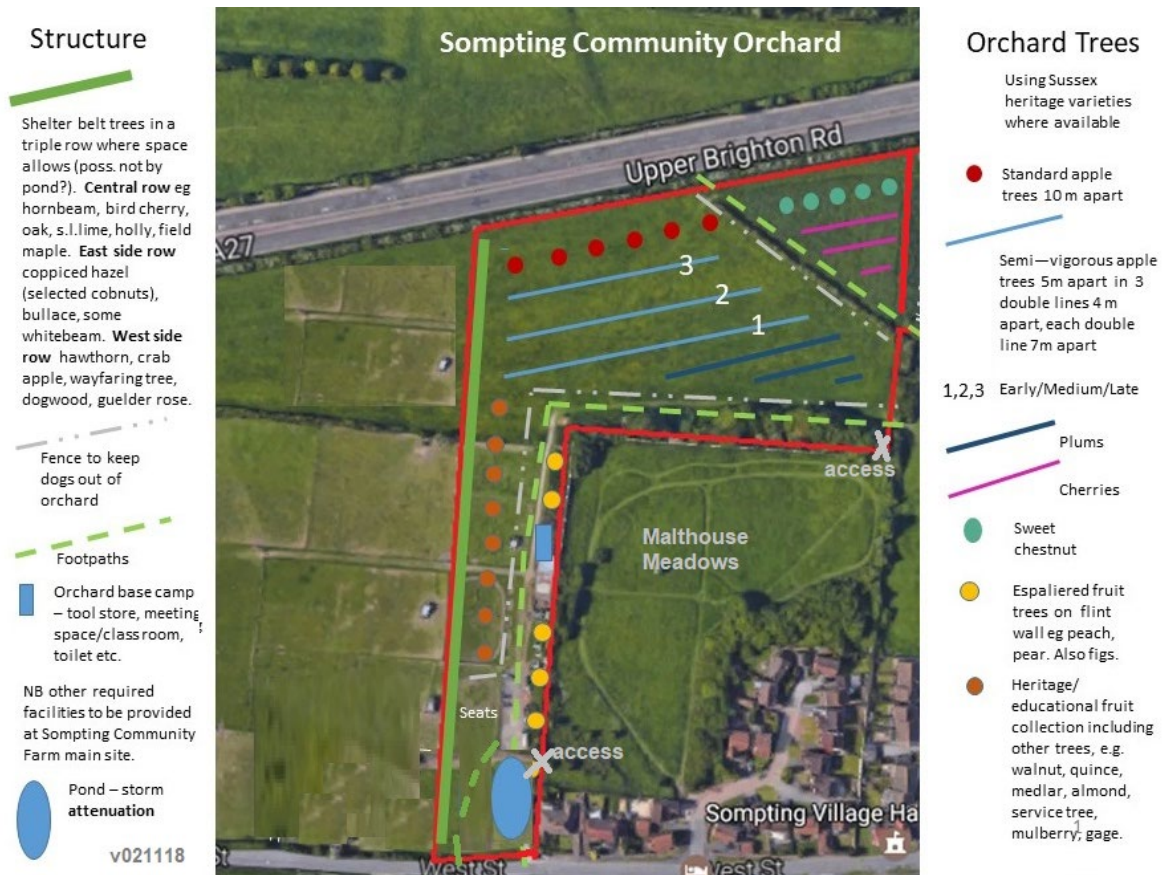 Structure
Shelter belt trees in a
triple row where space
allows (poss. not by
pond?). Central row eg
hornbeam, bird cherry,
oak, s.l.lime, holly, field
maple. East side row
coppiced hazel
(selected cobnuts),
bullace, some
whitebeam. West side
row hawthorn, crab
apple, wayfaring tree,
dogwood, guelder rose.
Fence to keep
dogs out of
orchard
Footpaths
Orchard base camp
– tool store, meeting
space/classroom,
toilet etc.
NB other required
facilities to be provided
at Sompting Community
Farm main site.
Pond – storm
attenuation
v021118
Sompting Community Orchard
Upper Brighton Rd
A27
3
2
1
access
Malthouse
Meadows
Seats
access
Sompting Village Ha
St
West St
West St
Orchard Trees
Using Sussex
heritage varieties
where available
Standard apple
trees 10 m apart
Semi—vigorous apple
trees 5m apart in 3
double lines 4 m
apart, each double
line 7m apart
1,2,3 Early/Medium/Late
Plums
Cherries
Sweet
chestnut
Espaliered fruit
trees on flint
wall eg peach,
pear. Also figs.
Heritage/
educational fruit
collection including
other trees, e.g.
walnut, quince,
medlar, almond,
service tree,
mulberry, gage.
1